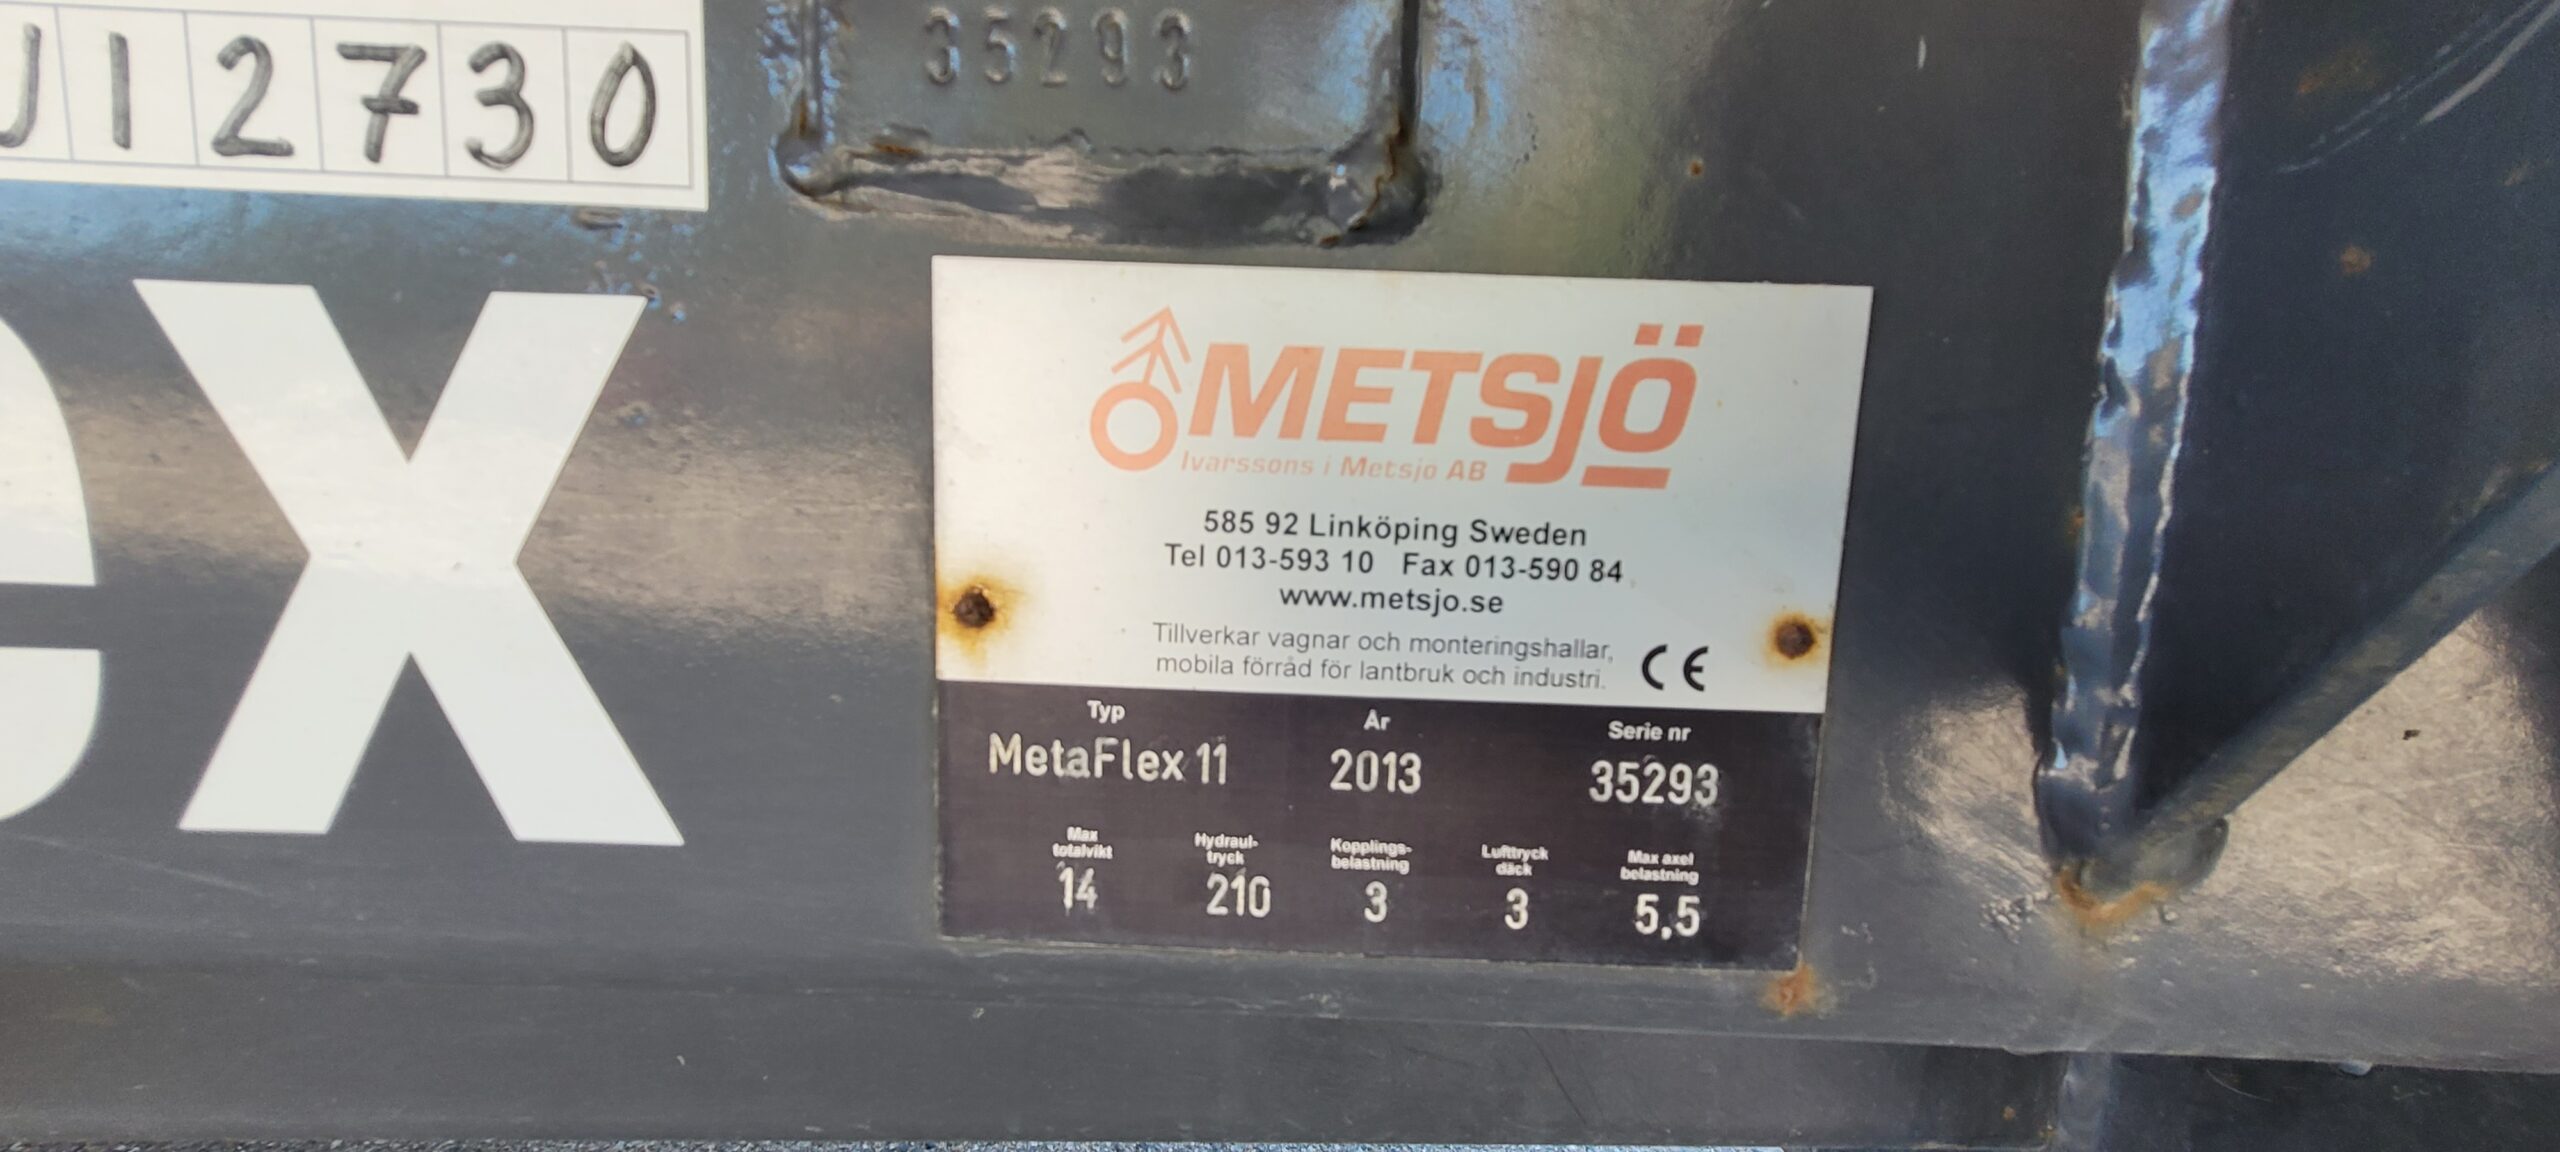 J12730
35293
ex
METSJÖ
Ivarssons i Metsjö AB
585 92 Linköping Sweden
Tel 013-593 10 Fax 013-590 84
www.metsjo.se
Tillverkar vagnar och monteringshallar,
mobila förråd för lantbruk och industri.
CE
Typ År Serie nr
MetaFlex 11 2013 35293
Max Hydraul- Kopplings- Lufttryck Max axel
totalvikt tryck belastning däck belastning
14 210 3 3 5,5